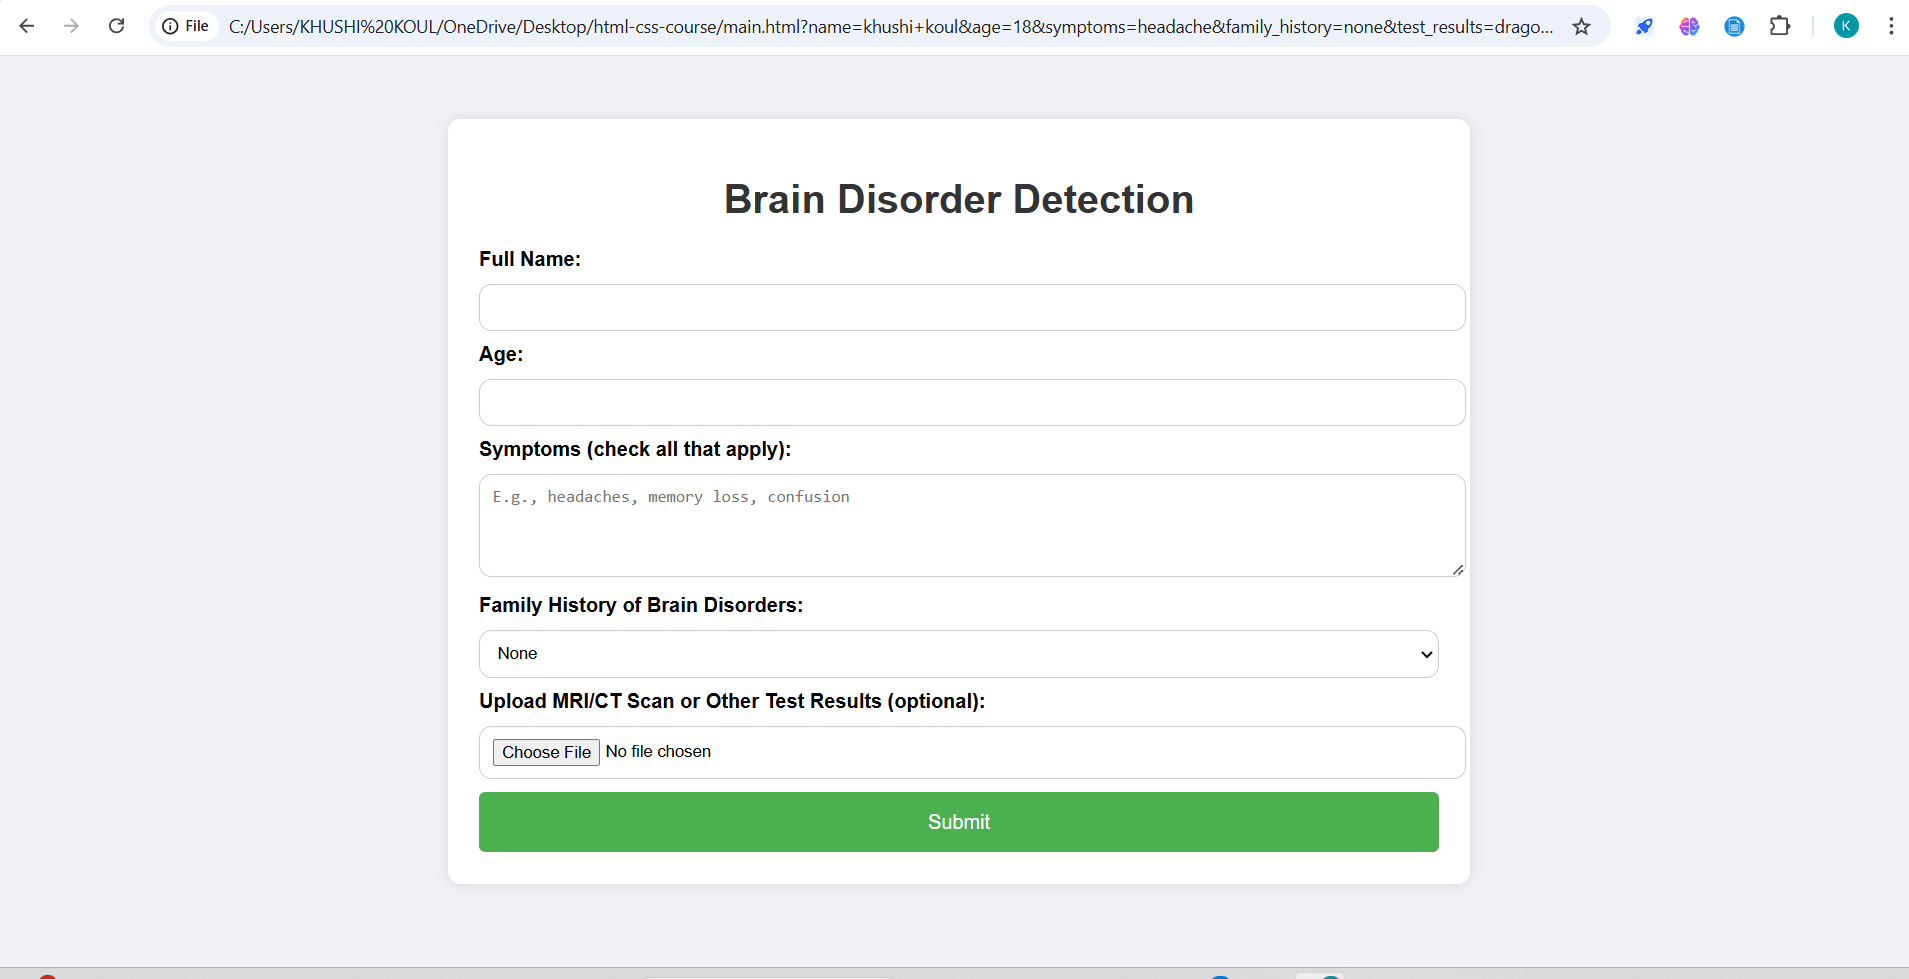 File
C:/Users/KHUSHI%20KOUL/OneDrive/Desktop/html-css-course/main.html?name=khushi+koul&age=18&symptoms=headache&family_history=none&test_results=drago...
K
Brain Disorder Detection
Full Name:
Age:
Symptoms (check all that apply):
E.g., headaches, memory loss, confusion
Family History of Brain Disorders:
None
Upload MRI/CT Scan or Other Test Results (optional):
Choose File No file chosen
Submit